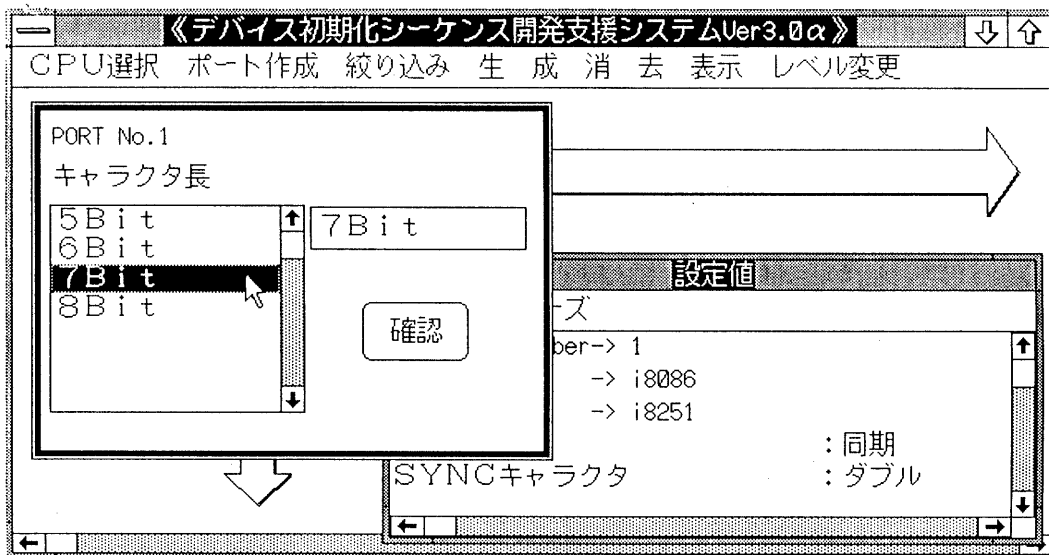 《デバイス初期化シーケンス開発支援システムVer3.0α》
CPU選択 ポート作成 絞り込み 生 成 消 去 表示 レベル変更
PORT No.1
キャラクタ長
5Bit
6Bit
7Bit
8Bit
7Bit
確認
設定値
ーズ
ber-> 1
-> i8086
-> i8251
:同期
SYNCキャラクタ :ダブル